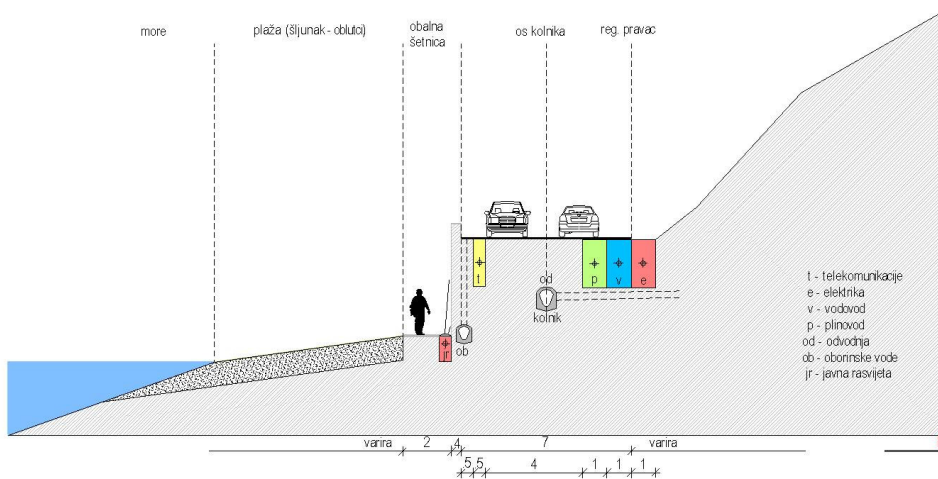 more
plaža (šljunak - oblutci)
obalna
šetnica
os kolnika
reg. pravac
t
p
v
e
od
kolnik
ob
jr
t - telekomunikacije
e - elektrika
v - vodovod
p - plinovod
od - odvodnja
ob - oborinske vode
jr - javna rasvijeta
varira
2
4
7
varira
5
5
4
1
1
1